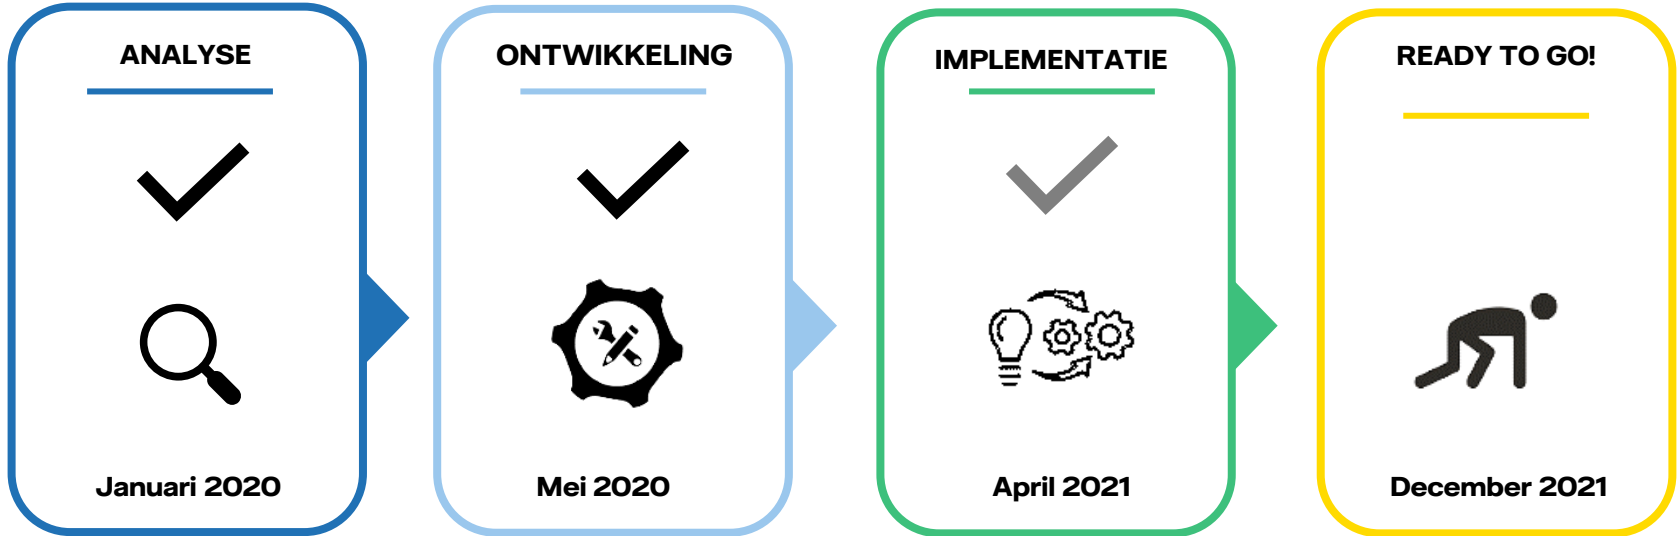 ANALYSE
ONTWIKKELING
IMPLEMENTATIE
READY TO GO!
Januari 2020
Mei 2020
April 2021
December 2021